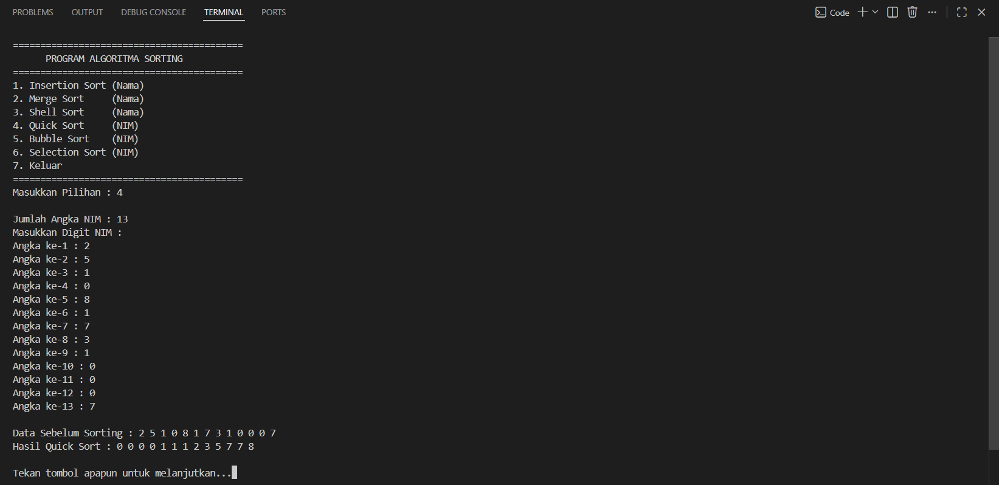 PROBLEMS OUTPUT DEBUG CONSOLE TERMINAL PORTS Code
==========================================
PROGRAM ALGORITMA SORTING
==========================================
1. Insertion Sort (Nama)
2. Merge Sort     (Nama)
3. Shell Sort     (Nama)
4. Quick Sort     (NIM)
5. Bubble Sort    (NIM)
6. Selection Sort (NIM)
7. Keluar
==========================================
Masukkan Pilihan : 4
Jumlah Angka NIM : 13
Masukkan Digit NIM :
Angka ke-1 : 2
Angka ke-2 : 5
Angka ke-3 : 1
Angka ke-4 : 0
Angka ke-5 : 8
Angka ke-6 : 1
Angka ke-7 : 7
Angka ke-8 : 3
Angka ke-9 : 1
Angka ke-10 : 0
Angka ke-11 : 0
Angka ke-12 : 0
Angka ke-13 : 7
Data Sebelum Sorting : 2 5 1 0 8 1 7 3 1 0 0 0 7
Hasil Quick Sort : 0 0 0 0 1 1 1 2 3 5 7 7 8
Tekan tombol apapun untuk melanjutkan...